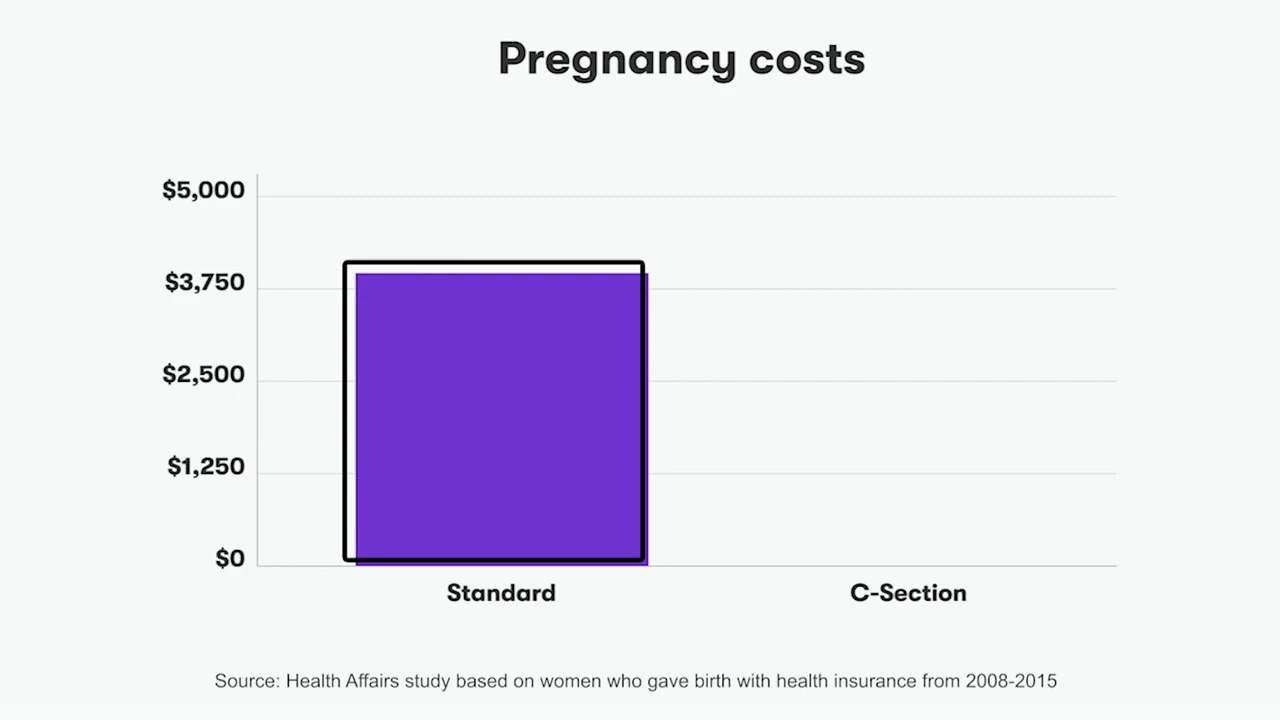 Pregnancy costs
$5,000
$3,750
$2,500
$1,250
$0
Standard
C-Section
Source: Health Affairs study based on women who gave birth with health insurance from 2008-2015